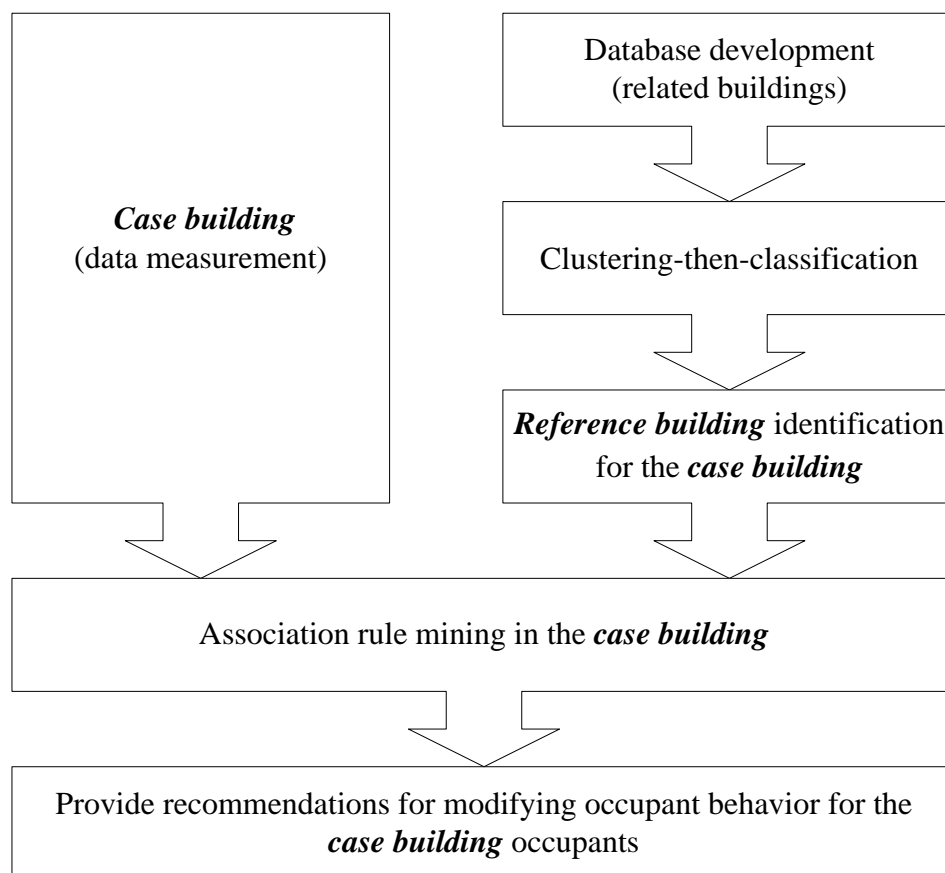 Case building
(data measurement)
Database development
(related buildings)
Clustering-then-classification
Reference building identification
for the case building
Association rule mining in the case building
Provide recommendations for modifying occupant behavior for the
case building occupants